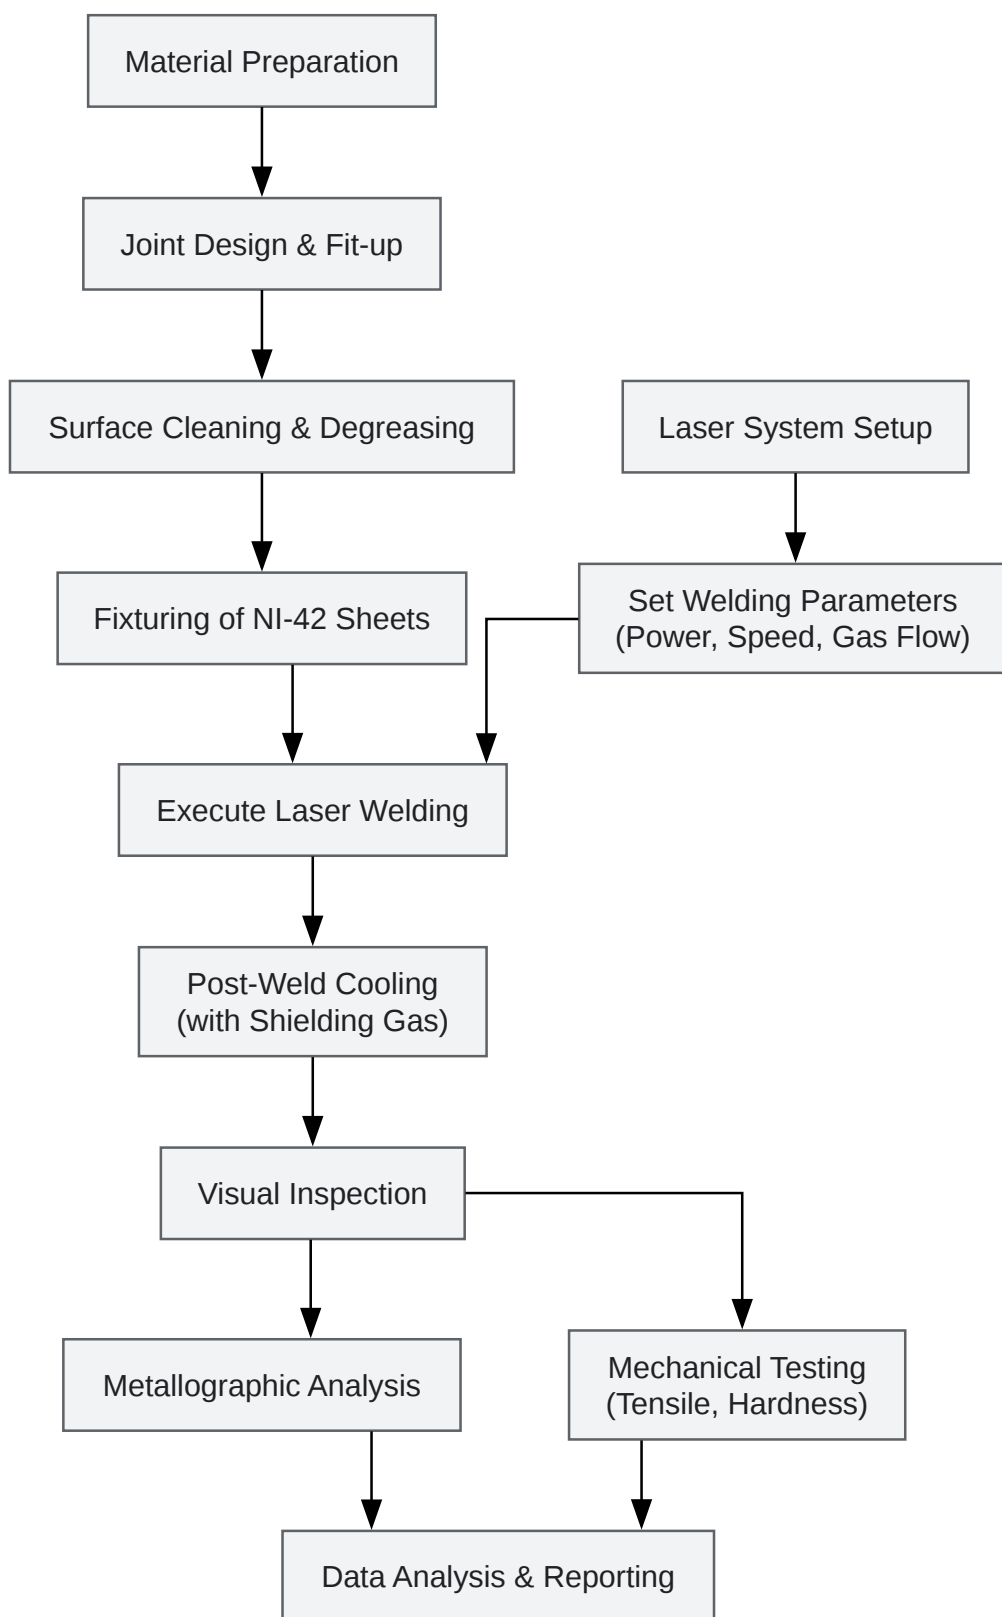 Material Preparation
Joint Design & Fit-up
Surface Cleaning & Degreasing
Laser System Setup
Fixturing of NI-42 Sheets
Set Welding Parameters
(Power, Speed, Gas Flow)
Execute Laser Welding
Post-Weld Cooling
(with Shielding Gas)
Visual Inspection
Metallographic Analysis
Mechanical Testing
(Tensile, Hardness)
Data Analysis & Reporting